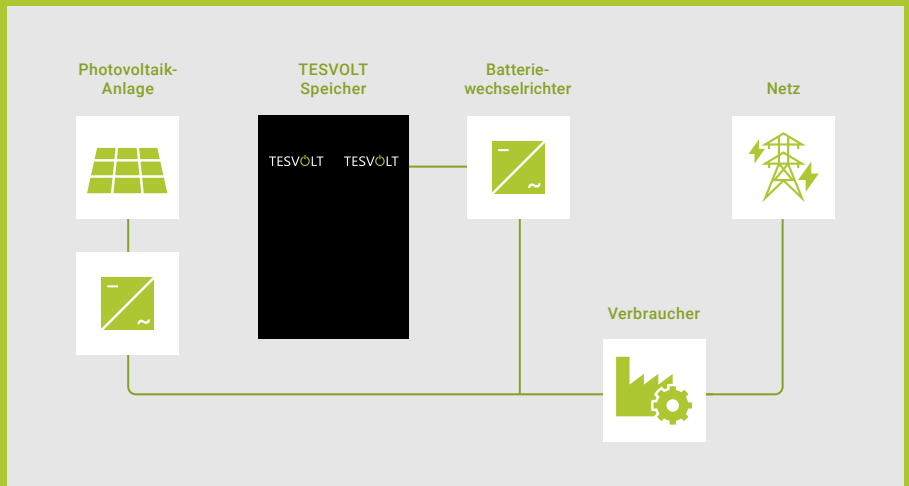 Photovoltaik-
Anlage
TESVOLT
Speicher
Batterie-
wechselrichter
Netz
TESVOLT TESVOLT
Verbraucher